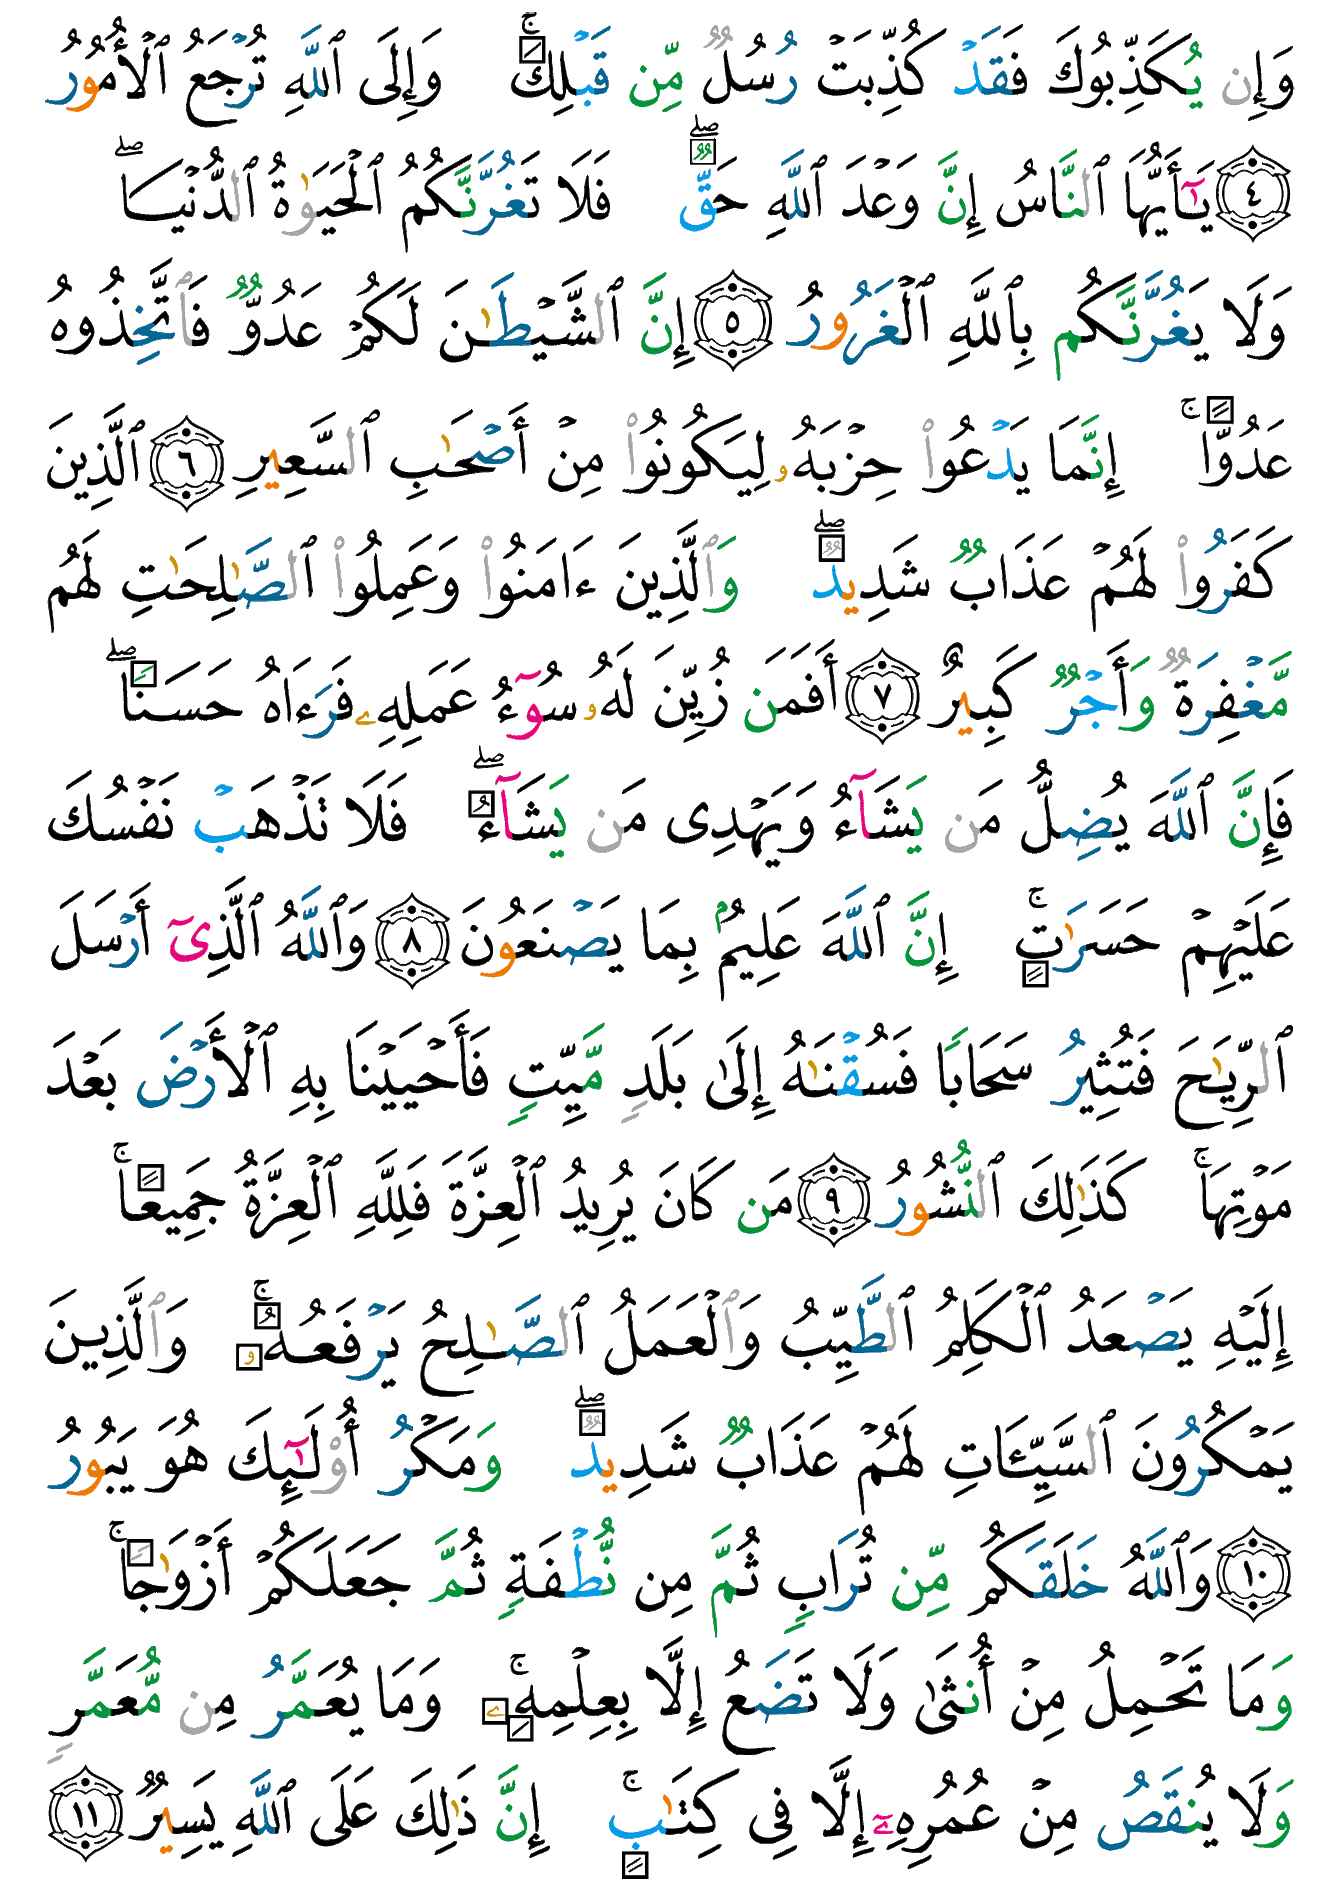 وَإِن يُكَذِّبُوكَ فَقَدْ كُذِّبَتْ رُسُلٌ مِّن قَبْلِكَ ۚ وَإِلَى ٱللَّهِ تُرْجَعُ ٱلْأُمُورُ
٤ يَـٰٓأَيُّهَا ٱلنَّاسُ إِنَّ وَعْدَ ٱللَّهِ حَقٌّ ۖ فَلَا تَغُرَّنَّكُمُ ٱلْحَيَوٰةُ ٱلدُّنْيَا ۖ
وَلَا يَغُرَّنَّكُم بِٱللَّهِ ٱلْغَرُورُ ٥ إِنَّ ٱلشَّيْطَـٰنَ لَكُمْ عَدُوٌّ فَٱتَّخِذُوهُ
عَدُوًّا ۚ إِنَّمَا يَدْعُوا۟ حِزْبَهُۥ لِيَكُونُوا۟ مِنْ أَصْحَـٰبِ ٱلسَّعِيرِ ٦ ٱلَّذِينَ
كَفَرُوا۟ لَهُمْ عَذَابٌ شَدِيدٌ ۖ وَٱلَّذِينَ ءَامَنُوا۟ وَعَمِلُوا۟ ٱلصَّـٰلِحَـٰتِ لَهُم
مَّغْفِرَةٌ وَأَجْرٌ كَبِيرٌ ٧ أَفَمَن زُيِّنَ لَهُۥ سُوٓءُ عَمَلِهِۦ فَرَءَاهُ حَسَنًا ۖ
فَإِنَّ ٱللَّهَ يُضِلُّ مَن يَشَآءُ وَيَهْدِى مَن يَشَآءُ ۖ فَلَا تَذْهَبْ نَفْسُكَ
عَلَيْهِمْ حَسَرَٰتٍ ۚ إِنَّ ٱللَّهَ عَلِيمٌۢ بِمَا يَصْنَعُونَ ٨ وَٱللَّهُ ٱلَّذِىٓ أَرْسَلَ
ٱلرِّيَـٰحَ فَتُثِيرُ سَحَابًا فَسُقْنَـٰهُ إِلَىٰ بَلَدٍ مَّيِّتٍ فَأَحْيَيْنَا بِهِ ٱلْأَرْضَ بَعْدَ
مَوْتِهَا ۚ كَذَٰلِكَ ٱلنُّشُورُ ٩ مَن كَانَ يُرِيدُ ٱلْعِزَّةَ فَلِلَّهِ ٱلْعِزَّةُ جَمِيعًا ۚ
إِلَيْهِ يَصْعَدُ ٱلْكَلِمُ ٱلطَّيِّبُ وَٱلْعَمَلُ ٱلصَّـٰلِحُ يَرْفَعُهُۥ ۚ وَٱلَّذِينَ
يَمْكُرُونَ ٱلسَّيِّـَٔاتِ لَهُمْ عَذَابٌ شَدِيدٌ ۖ وَمَكْرُ أُو۟لَـٰٓئِكَ هُوَ يَبُورُ
١٠ وَٱللَّهُ خَلَقَكُم مِّن تُرَابٍ ثُمَّ مِن نُّطْفَةٍ ثُمَّ جَعَلَكُمْ أَزْوَٰجًا ۚ
وَمَا تَحْمِلُ مِنْ أُنثَىٰ وَلَا تَضَعُ إِلَّا بِعِلْمِهِۦ ۚ وَمَا يُعَمَّرُ مِن مُّعَمَّرٍ
وَلَا يُنقَصُ مِنْ عُمُرِهِۦٓ إِلَّا فِى كِتَـٰبٍ ۚ إِنَّ ذَٰلِكَ عَلَى ٱللَّهِ يَسِيرٌ ١١